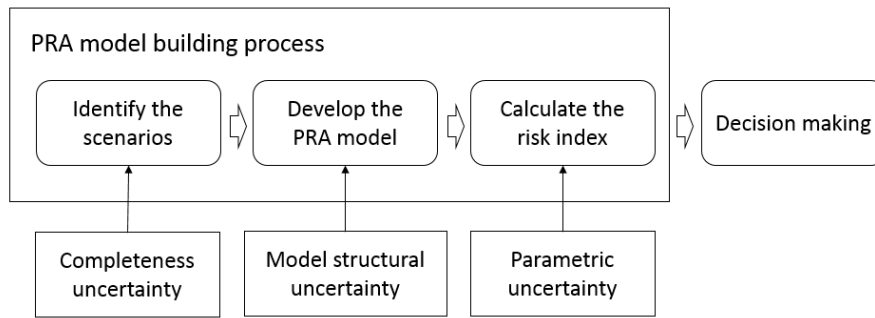 PRA model building process
Identify the
scenarios
Develop the
PRA model
Calculate the
risk index
Decision making
Completeness
uncertainty
Model structural
uncertainty
Parametric
uncertainty